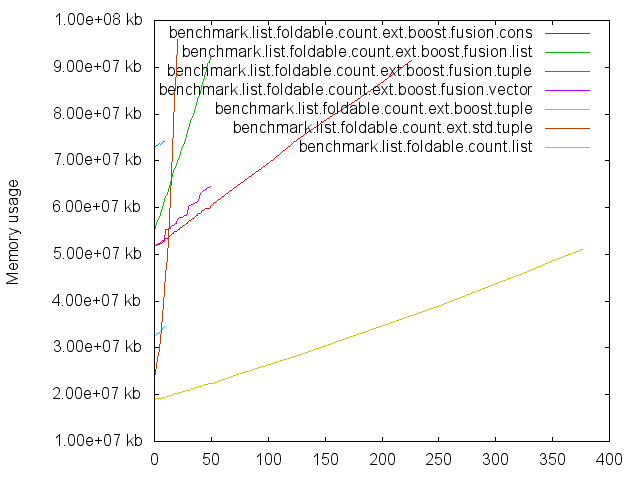 1.00e+08 kb
9.00e+07 kb
8.00e+07 kb
7.00e+07 kb
6.00e+07 kb
5.00e+07 kb
4.00e+07 kb
3.00e+07 kb
2.00e+07 kb
1.00e+07 kb
Memory usage
benchmark.list.foldable.count.ext.boost.fusion.cons
benchmark.list.foldable.count.ext.boost.fusion.list
benchmark.list.foldable.count.ext.boost.fusion.tuple
benchmark.list.foldable.count.ext.boost.fusion.vector
benchmark.list.foldable.count.ext.boost.tuple
benchmark.list.foldable.count.ext.std.tuple
benchmark.list.foldable.count.list
0 50 100 150 200 250 300 350 400